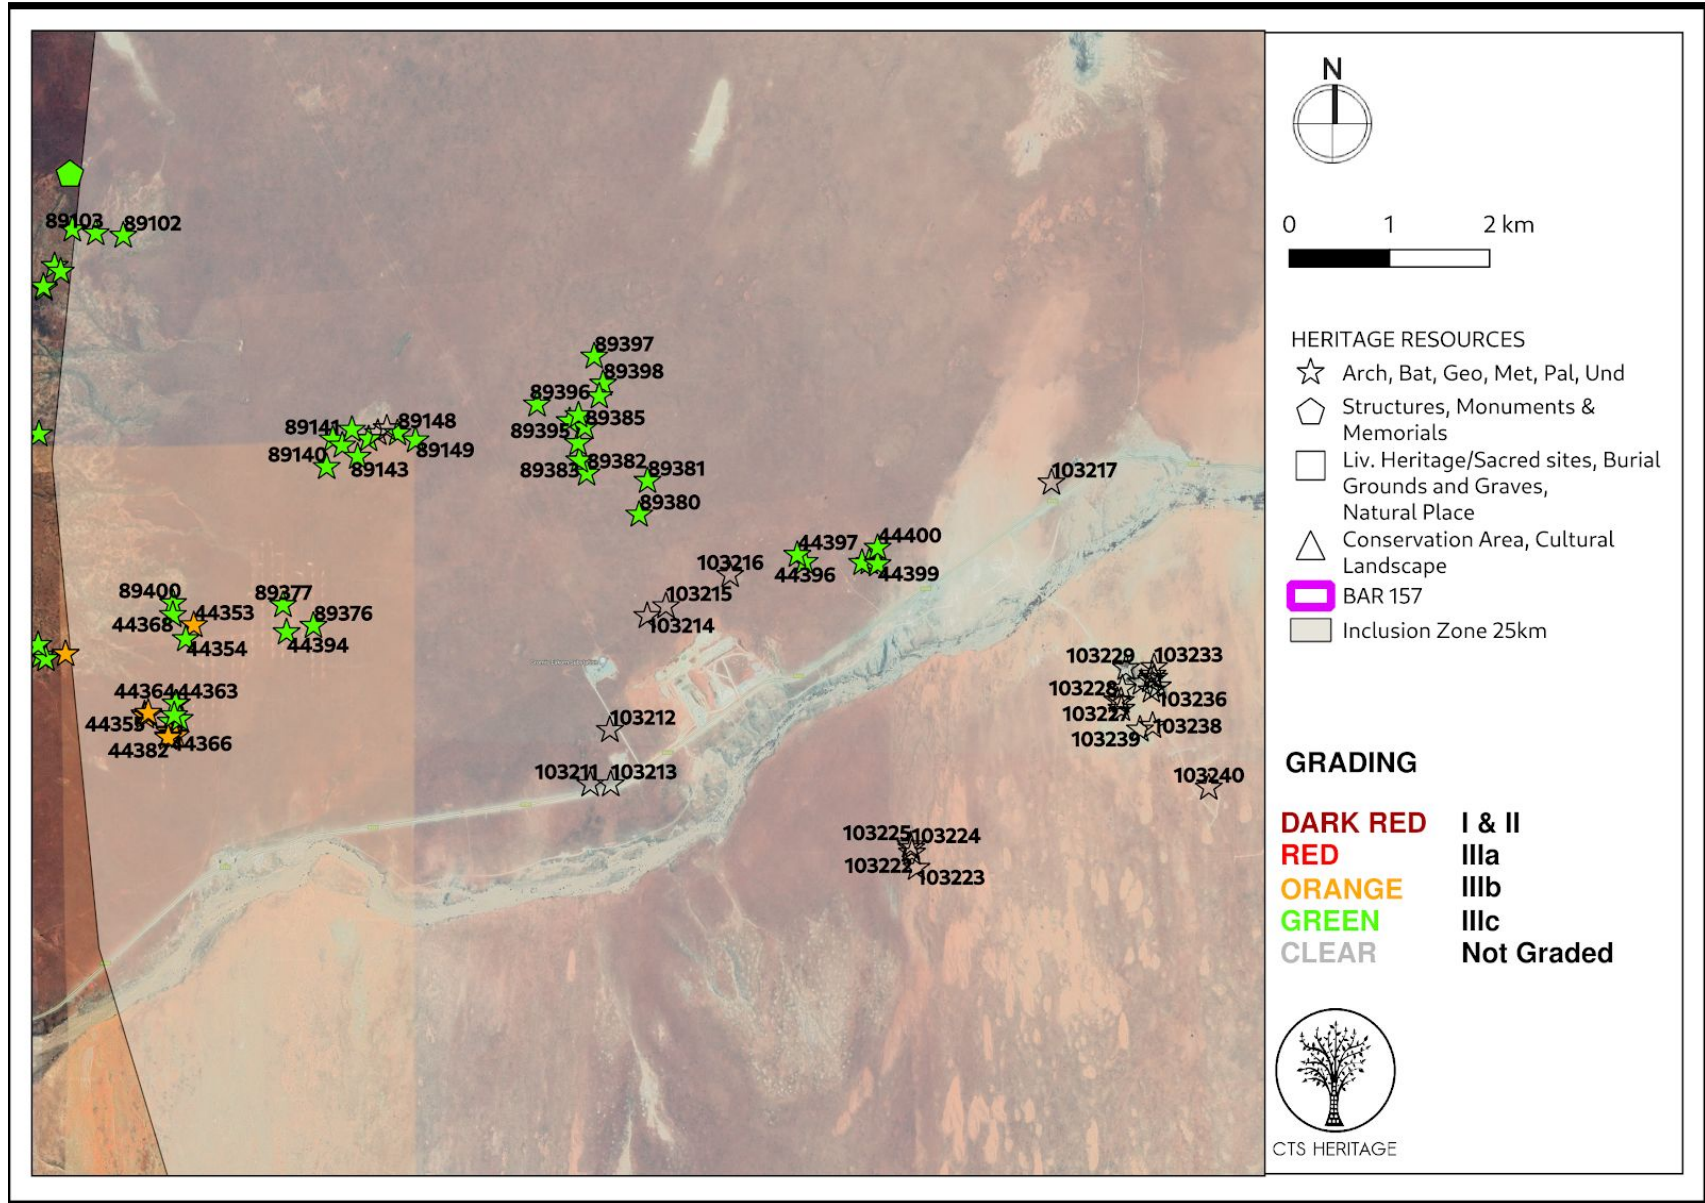 89103
89102
89397
89398
89396
89385
89395
89141
89148
89140
89149
89143
89383
89382
89381
89380
103217
44397
44400
44396
44399
103216
103215
103214
89400
44353
44368
44354
89377
89376
44394
44364
44363
44355
44366
44382
103229
103233
103228
103236
103227
103238
103239
103240
103212
103211
103213
103225
103224
103222
103223
N
0 1 2 km
HERITAGE RESOURCES
Arch, Bat, Geo, Met, Pal, Und
Structures, Monuments &
Memorials
Liv. Heritage/Sacred sites, Burial
Grounds and Graves,
Natural Place
Conservation Area, Cultural
Landscape
BAR 157
Inclusion Zone 25km
GRADING
DARK RED I & II
RED IIIa
ORANGE IIIb
GREEN IIIc
CLEAR Not Graded
CTS HERITAGE